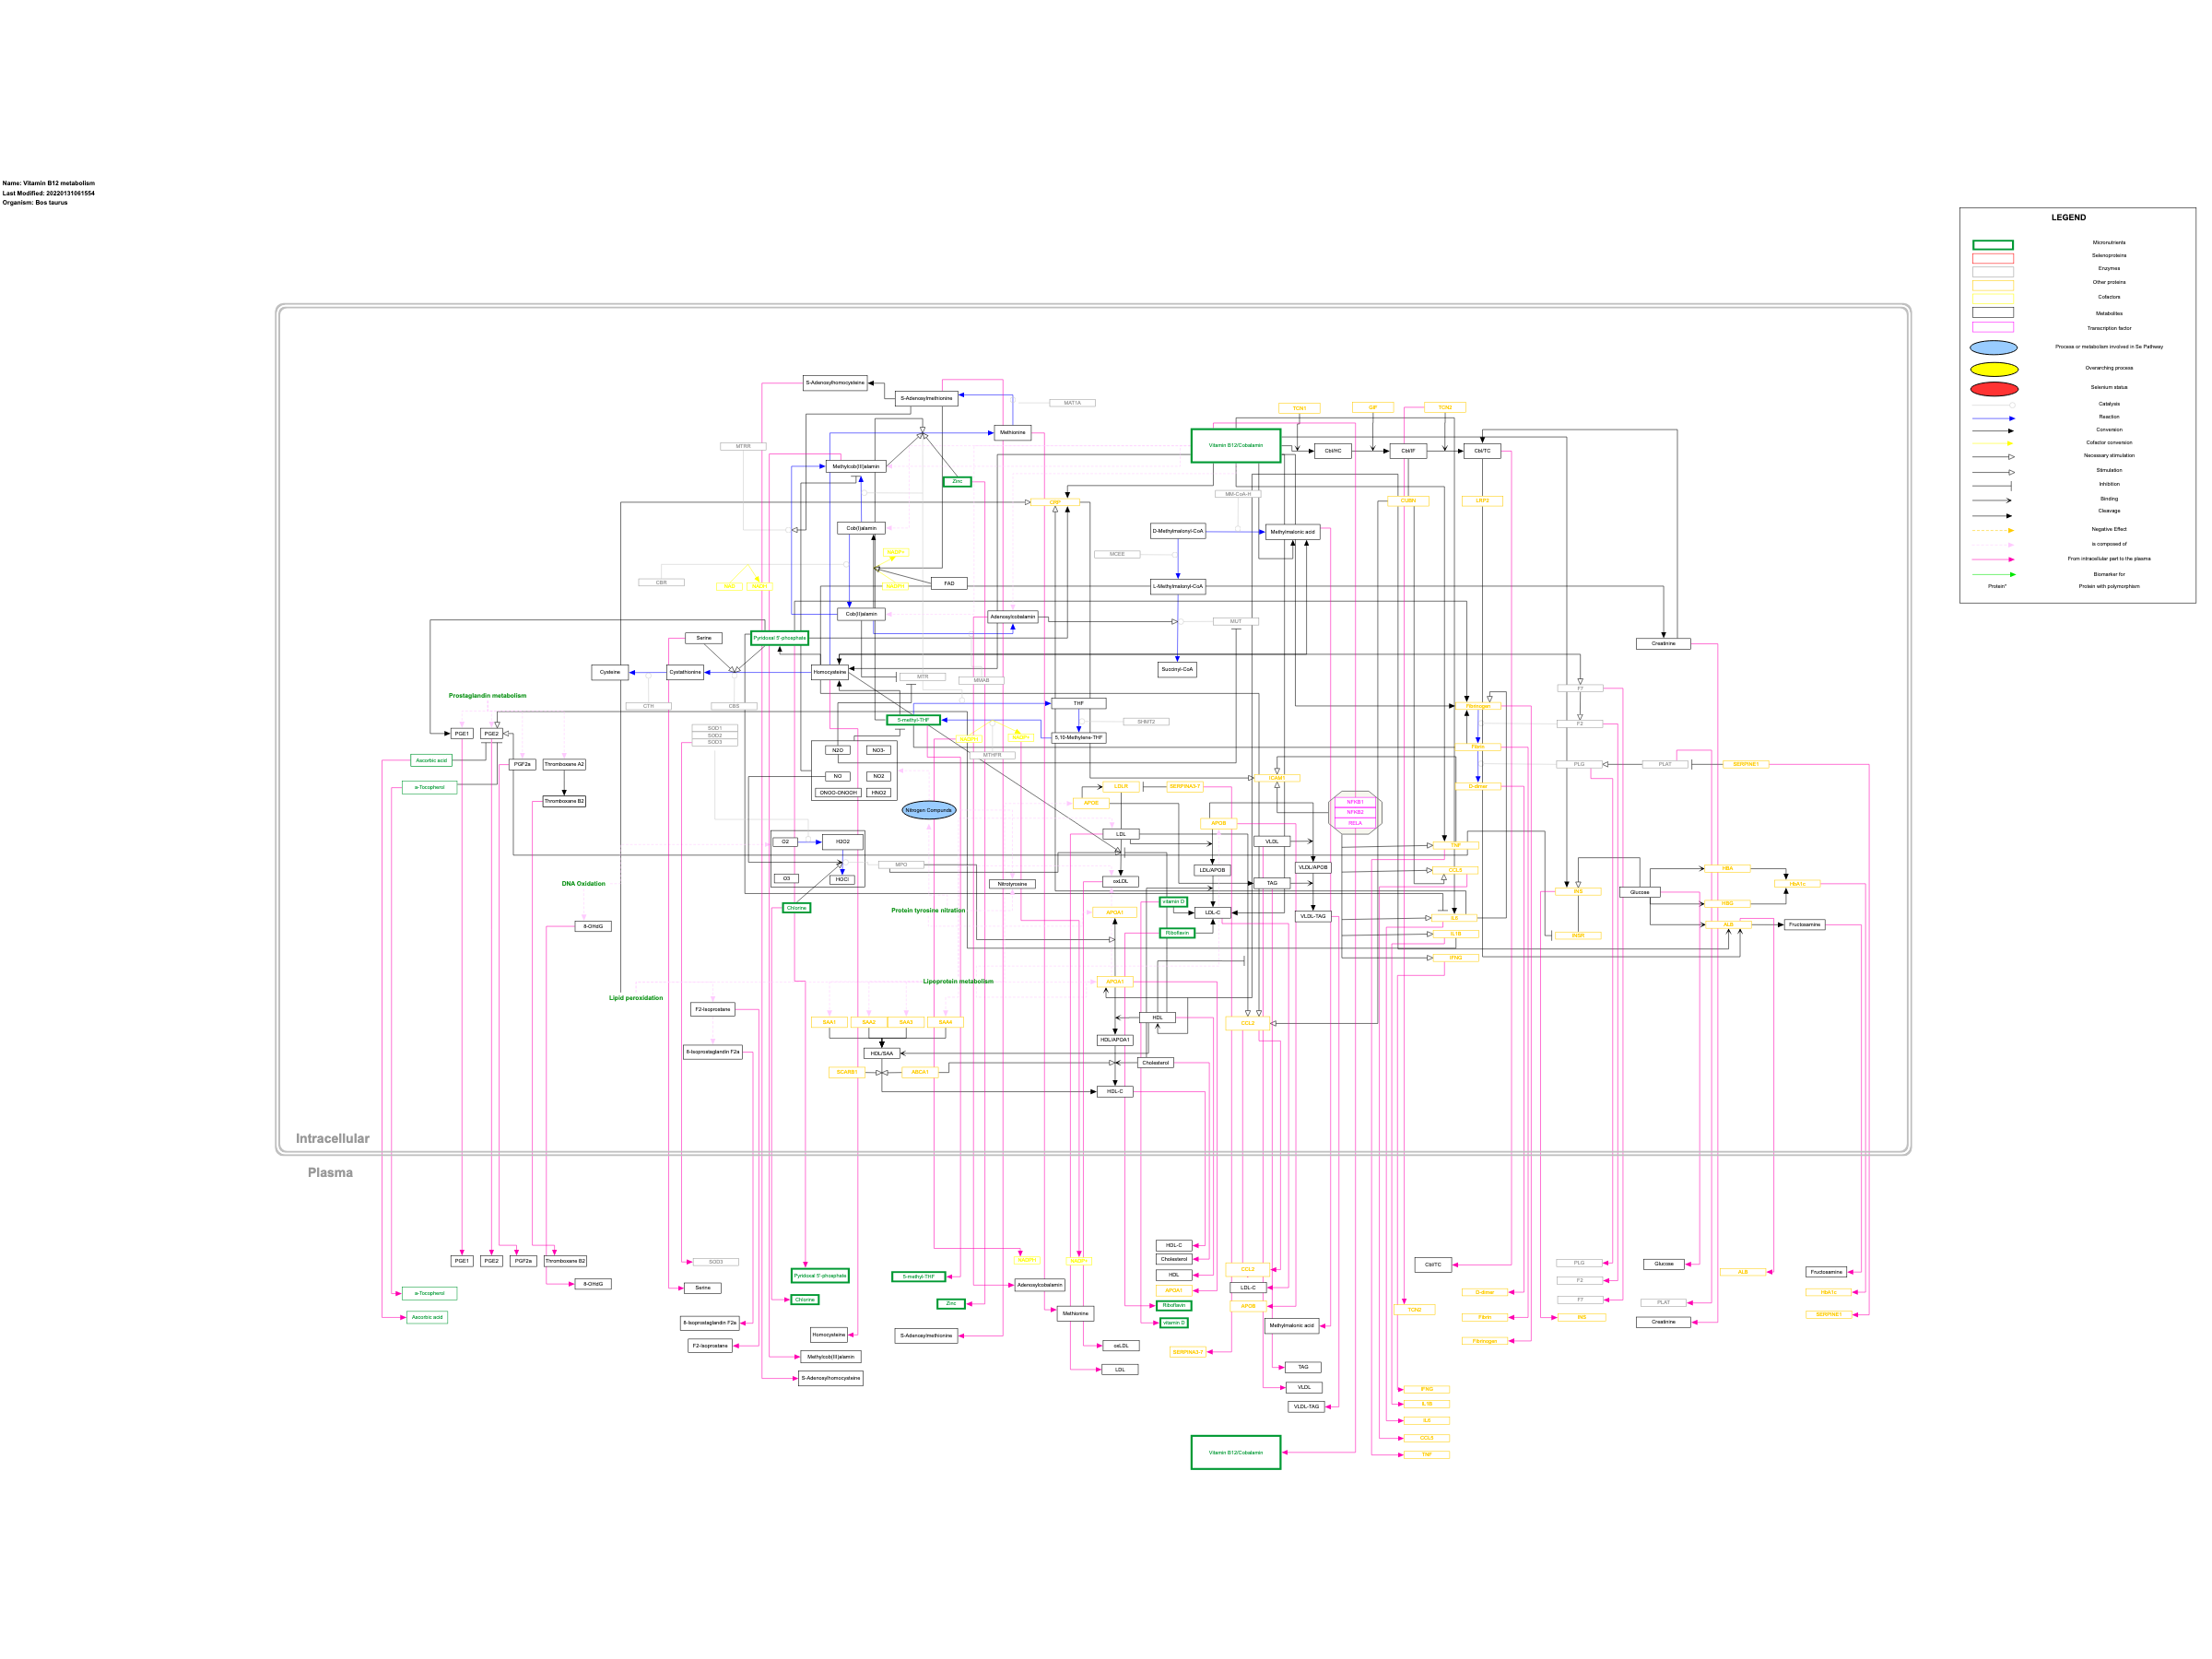 Name: Vitamin B12 metabolism
Last Modified: 20220131061554
Organism: Bos taurus
LEGEND
Micronutrients
Selenoproteins
Enzymes
Other proteins
Cofactors
Metabolites
Transcription factor
Process or metabolism involved in Se Pathway
Overarching process
Selenium status
Catalysis
Reaction
Conversion
Cofactor conversion
Necessary stimulation
Stimulation
Inhibition
Binding
Cleavage
Negative Effect
is composed of
From intracellular part to the plasma
Biomarker for
Protein*
Protein with polymorphism
S-Adenosylhomocysteine
S-Adenosylmethionine
MAT1A
TCN1
GIF
TCN2
Methionine
MTRR
Vitamin B12/Cobalamin
Cbl/HC
Cbl/IF
Cbl/TC
Methylcob(III)alamin
Zinc
MM-CoA-H
CRP
CUBN
LRP2
Cob(I)alamin
D-Methylmalonyl-CoA
Methylmalonic acid
MCEE
CBR
FAD
L-Methylmalonyl-CoA
Cob(II)alamin
Adenosylcobalamin
MUT
Serine
Pyridoxal 5'-phosphate
Creatinine
Cysteine
Cystathionine
Homocysteine
MTR
MMAB
Succinyl-CoA
F7
Prostaglandin metabolism
CTH
CBS
THF
Fibrinogen
5-methyl-THF
SHMT2
F2
SOD1
SOD2
SOD3
PGE1
PGE2
5,10-Methylene-THF
Fibrin
N2O
NO3-
MTHFR
Ascorbic acid
PGF2a
Thromboxane A2
PLG
PLAT
SERPINE1
NO
NO2
ICAM1
a-Tocopherol
ONOO-ONOOH
HNO2
LDLR
SERPINA3-7
D-dimer
Thromboxane B2
APOE
NFKB1
NFKB2
RELA
Nitrogen Compunds
APOB
LDL
O2
H2O2
VLDL
TNF
MPO
LDL/APOB
VLDL/APOB
CCL5
HBA
O3
HOCl
oxLDL
TAG
DNA Oxidation
Nitrotyrosine
INS
Glucose
HbA1c
Chlorine
Protein tyrosine nitration
vitamin D
APOA1
LDL-C
VLDL-TAG
IL6
HBG
8-OHdG
Riboflavin
IL1B
INSR
ALB
Fructosamine
IFNG
Lipoprotein metabolism
APOA1
Lipid peroxidation
F2-Isoprostane
SAA1
SAA2
SAA3
SAA4
HDL
CCL2
HDL/APOA1
8-Isoprostaglandin F2a
HDL/SAA
Cholesterol
SCARB1
ABCA1
HDL-C
Intracellular
Plasma
HDL-C
PGE1
PGE2
PGF2a
Thromboxane B2
SOD3
Cholesterol
Cbl/TC
PLG
Glucose
8-OHdG
Pyridoxal 5'-phosphate
5-methyl-THF
HDL
CCL2
F2
ALB
Fructosamine
a-Tocopherol
Serine
Adenosylcobalamin
APOA1
LDL-C
D-dimer
HbA1c
Chlorine
Zinc
Riboflavin
APOB
TCN2
F7
PLAT
Ascorbic acid
Methionine
Fibrin
INS
SERPINE1
8-Isoprostaglandin F2a
vitamin D
Methylmalonic acid
Creatinine
Homocysteine
S-Adenosylmethionine
Fibrinogen
F2-Isoprostane
oxLDL
SERPINA3-7
Methylcob(III)alamin
LDL
TAG
S-Adenosylhomocysteine
VLDL
IFNG
VLDL-TAG
IL1B
IL6
Vitamin B12/Cobalamin
CCL5
TNF